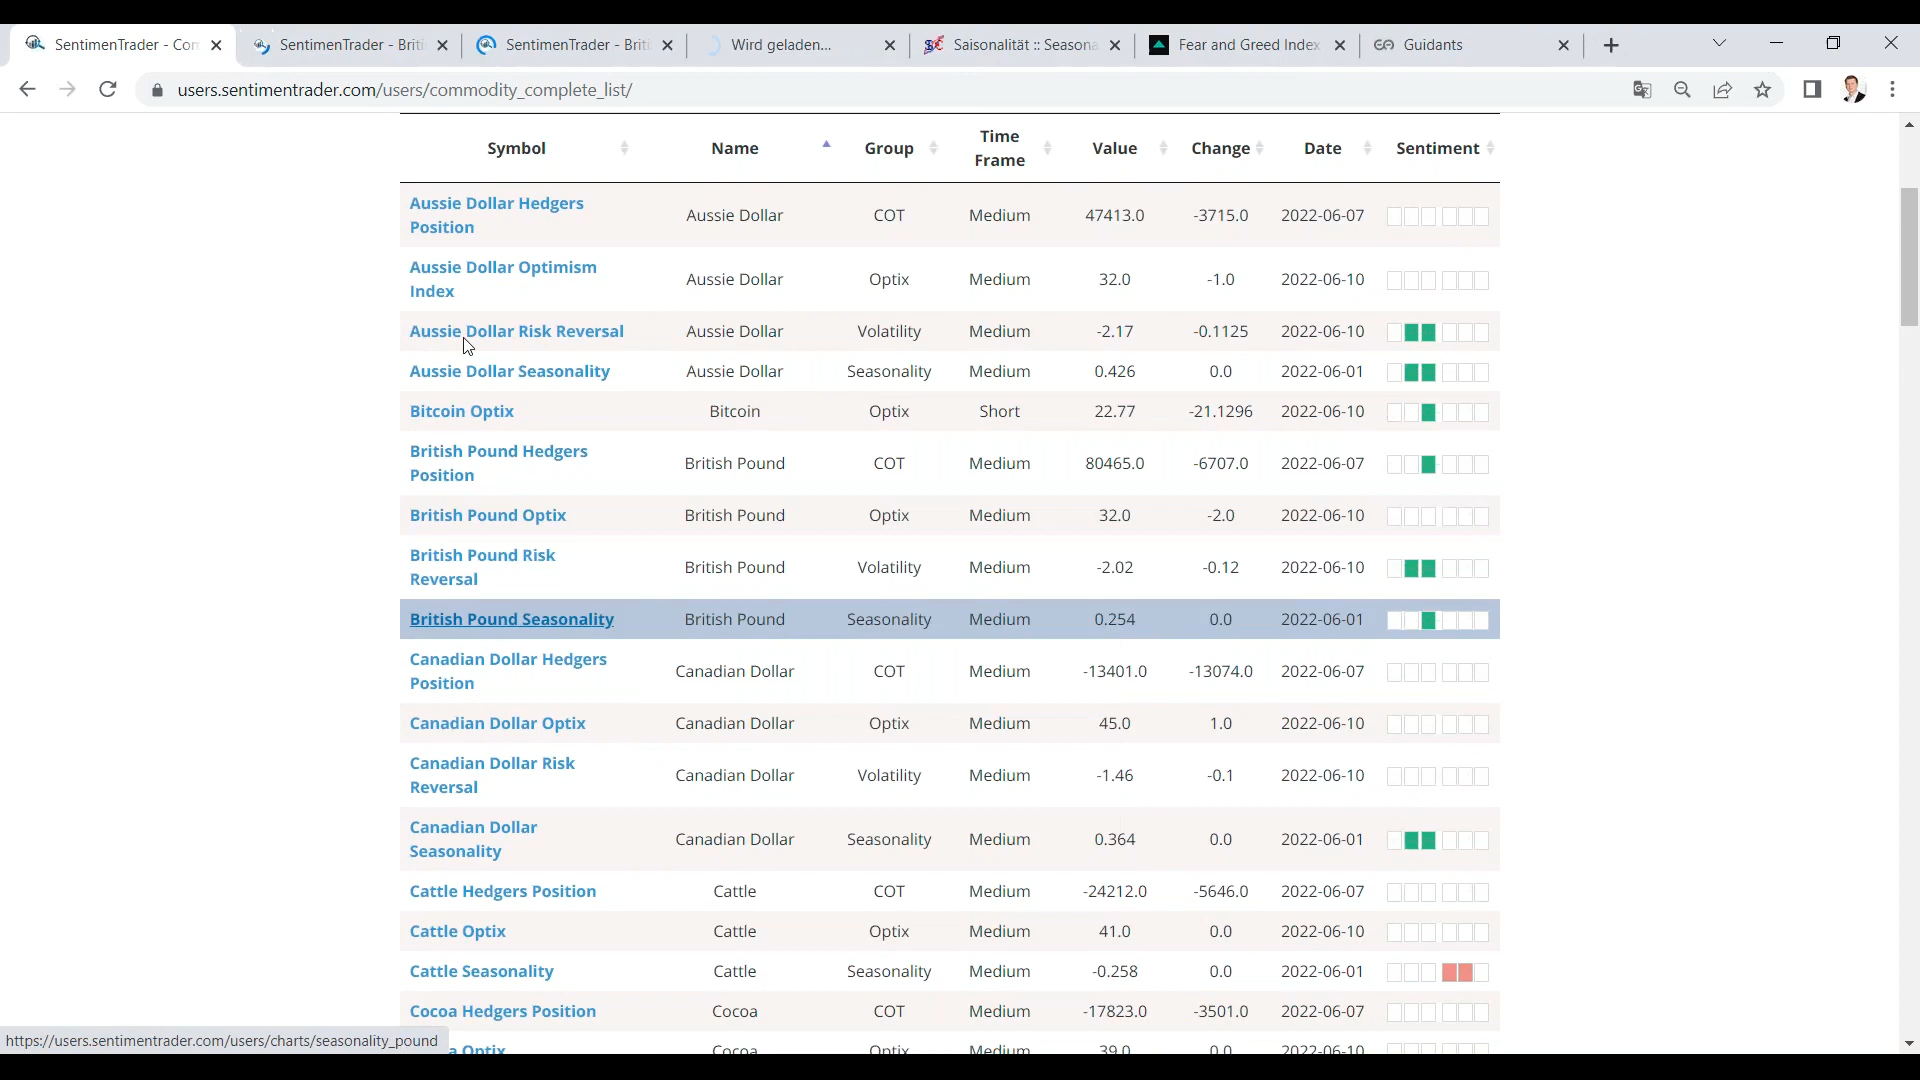 SentimenTrader - Com
SentimenTrader - Briti
SentimenTrader - Briti
Wird geladen...
Saisonalität :: Seasona
Fear and Greed Index
Guidants
users.sentimentrader.com/users/commodity_complete_list/
Symbol Name Group Time Frame Value Change Date Sentiment
Aussie Dollar Hedgers Position Aussie Dollar COT Medium 47413.0 -3715.0 2022-06-07
Aussie Dollar Optimism Index Aussie Dollar Optix Medium 32.0 -1.0 2022-06-10
Aussie Dollar Risk Reversal Aussie Dollar Volatility Medium -2.17 -0.1125 2022-06-10
Aussie Dollar Seasonality Aussie Dollar Seasonality Medium 0.426 0.0 2022-06-01
Bitcoin Optix Bitcoin Optix Short 22.77 -21.1296 2022-06-10
British Pound Hedgers Position British Pound COT Medium 80465.0 -6707.0 2022-06-07
British Pound Optix British Pound Optix Medium 32.0 -2.0 2022-06-10
British Pound Risk Reversal British Pound Volatility Medium -2.02 -0.12 2022-06-10
British Pound Seasonality British Pound Seasonality Medium 0.254 0.0 2022-06-01
Canadian Dollar Hedgers Position Canadian Dollar COT Medium -13401.0 -13074.0 2022-06-07
Canadian Dollar Optix Canadian Dollar Optix Medium 45.0 1.0 2022-06-10
Canadian Dollar Risk Reversal Canadian Dollar Volatility Medium -1.46 -0.1 2022-06-10
Canadian Dollar Seasonality Canadian Dollar Seasonality Medium 0.364 0.0 2022-06-01
Cattle Hedgers Position Cattle COT Medium -24212.0 -5646.0 2022-06-07
Cattle Optix Cattle Optix Medium 41.0 0.0 2022-06-10
Cattle Seasonality Cattle Seasonality Medium -0.258 0.0 2022-06-01
Cocoa Hedgers Position Cocoa COT Medium -17823.0 -3501.0 2022-06-07
a Optix Cocoa Optix Medium 39.0 0.0 2022-06-10
https://users.sentimentrader.com/users/charts/seasonality_pound